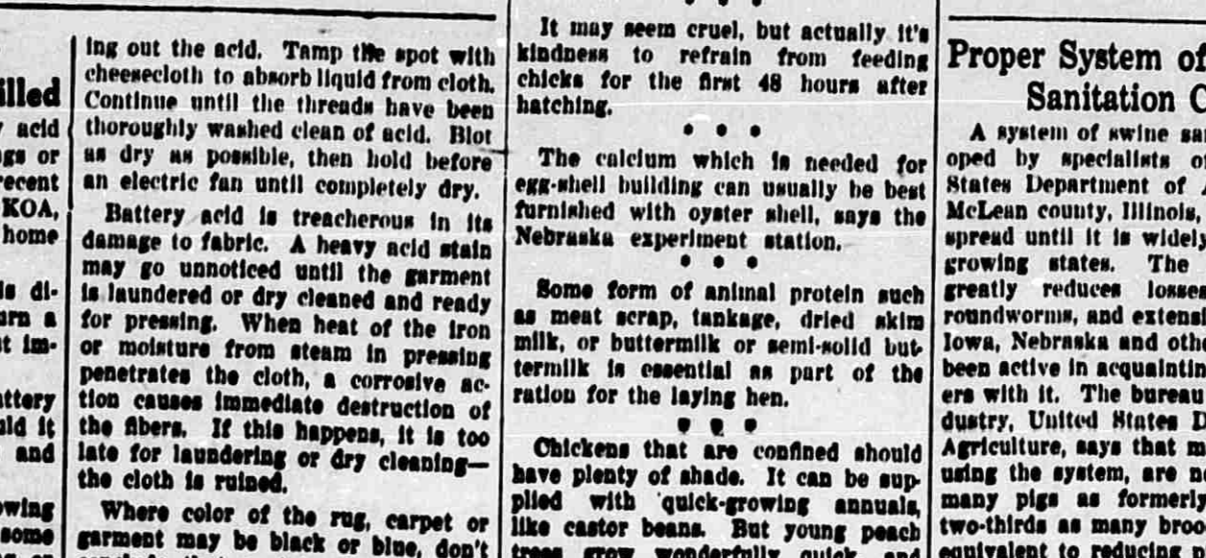 illed
acid
gs or
recent
KOA,
home
is di-
urn a
t im-
attery
uld it
and
owing
some
ing out the acid. Tamp the spot with
cheesecloth to absorb liquid from cloth.
Continue until the threads have been
thoroughly washed clean of acid. Blot
as dry as possible, then hold before
an electric fan until completely dry.
Battery acid is treacherous in its
damage to fabric. A heavy acid stain
may go unnoticed until the garment
is laundered or dry cleaned and ready
for pressing. When heat of the iron
or moisture from steam in pressing
penetrates the cloth, a corrosive ac-
tion causes immediate destruction of
the fibers. If this happens, it is too
late for laundering or dry cleaning—
the cloth is ruined.
Where color of the rug, carpet or
garment may be black or blue, don't
It may seem cruel, but actually it's
kindness to refrain from feeding
chicks for the first 48 hours after
hatching.
• • •
The calcium which is needed for
egg-shell building can usually be best
furnished with oyster shell, says the
Nebraska experiment station.
• • •
Some form of animal protein such
as meat scrap, tankage, dried skim
milk, or buttermilk or semi-solid but-
termilk is essential as part of the
ration for the laying hen.
• • •
Chickens that are confined should
have plenty of shade. It can be sup-
plied with quick-growing annuals,
like castor beans. But young peach
trees grow wonderfully quick and
Proper System of
Sanitation C
A system of swine sa
oped by specialists o
States Department of A
McLean county, Illinois,
spread until it is widely
growing states. The
greatly reduces losse
roundworms, and extensi
Iowa, Nebraska and othe
been active in acquaintin
ers with it. The bureau
dustry, United States D
Agriculture, says that m
using the system, are n
many pigs as formerly
two-thirds as many broo
equivalent to reducing